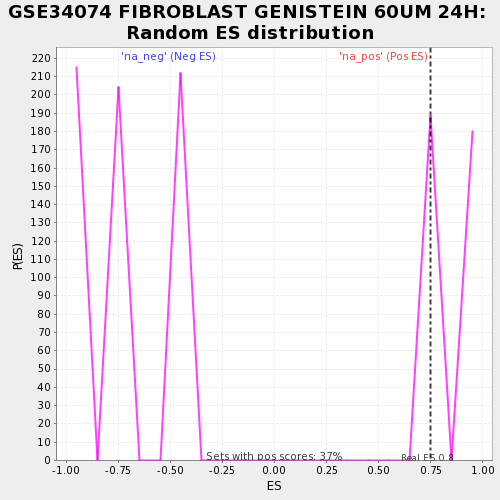 GSE34074 FIBROBLAST GENISTEIN 60UM 24H:
Random ES distribution
'na_neg' (Neg ES)
'na_pos' (Pos ES)
220
210
200
190
180
170
160
150
140
130
120
110
100
90
80
70
60
50
40
30
20
10
0
P(ES)
Sets with pos scores: 37%
Real ES 0.8
-1.00 -0.75 -0.50 -0.25 0.00 0.25 0.50 0.75 1.00
ES